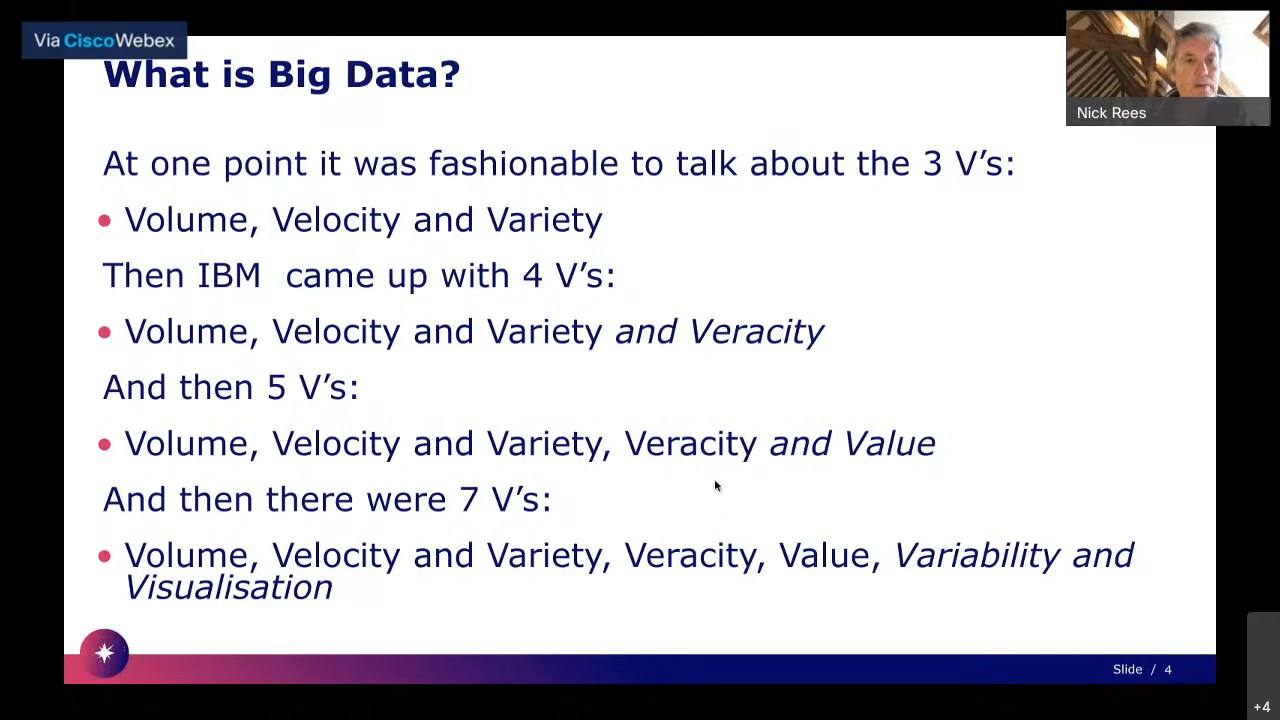 Via CiscoWebex
Nick Rees
What is Big Data?
At one point it was fashionable to talk about the 3 V’s:
• Volume, Velocity and Variety
Then IBM  came up with 4 V’s:
• Volume, Velocity and Variety and Veracity
And then 5 V’s:
• Volume, Velocity and Variety, Veracity and Value
And then there were 7 V’s:
• Volume, Velocity and Variety, Veracity, Value, Variability and
Visualisation
Slide / 4
+4